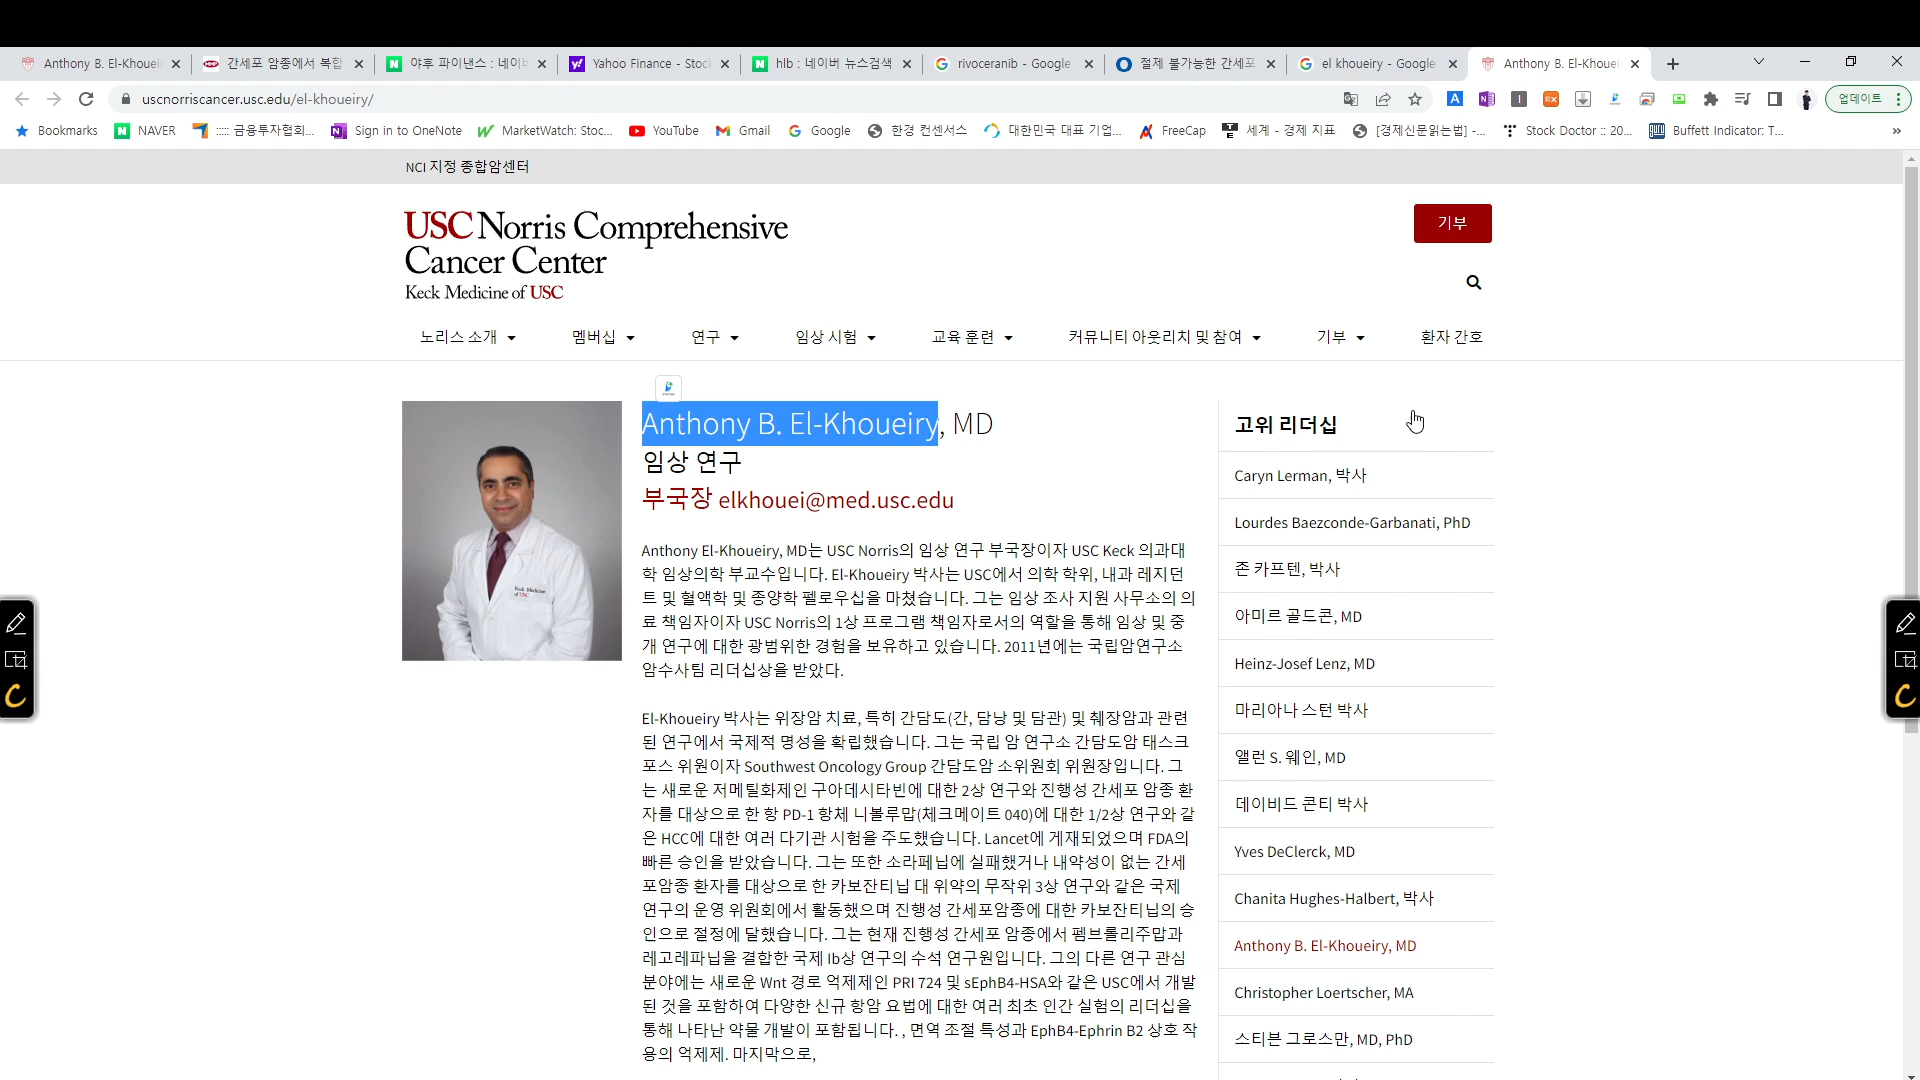 Anthony B. El-Khouei
간세포 암종에서 복합
야후 파이낸스 : 네이버
Yahoo Finance - Stoc
hlb : 네이버 뉴스검색
rivoceranib - Google
절제 불가능한 간세포
el khoueiry - Google
Anthony B. El-Khouei
uscnorriscancer.usc.edu/el-khoueiry/
업데이트
Bookmarks
NAVER
::::: 금융투자협회...
Sign in to OneNote
MarketWatch: Stoc...
YouTube
Gmail
Google
한경 컨센서스
대한민국 대표 기업...
FreeCap
세계 - 경제 지표
[경제신문읽는법] -...
Stock Doctor :: 20...
Buffett Indicator: T...
NCI 지정 종합암센터
USC Norris Comprehensive
Cancer Center
Keck Medicine of USC
기부
노리스 소개
멤버십
연구
임상 시험
교육 훈련
커뮤니티 아웃리치 및 참여
기부
환자 간호
Anthony B. El-Khoueiry, MD
임상 연구
부국장 elkhouei@med.usc.edu
Anthony El-Khoueiry, MD는 USC Norris의 임상 연구 부국장이자 USC Keck 의과대
학 임상의학 부교수입니다. El-Khoueiry 박사는 USC에서 의학 학위, 내과 레지던
트 및 혈액학 및 종양학 펠로우십을 마쳤습니다. 그는 임상 조사 지원 사무소의 의
료 책임자이자 USC Norris의 1상 프로그램 책임자로서의 역할을 통해 임상 및 중
개 연구에 대한 광범위한 경험을 보유하고 있습니다. 2011년에는 국립암연구소
암수사팀 리더십상을 받았다.
El-Khoueiry 박사는 위장암 치료, 특히 간담도(간, 담낭 및 담관) 및 췌장암과 관련
된 연구에서 국제적 명성을 확립했습니다. 그는 국립 암 연구소 간담도암 태스크
포스 위원이자 Southwest Oncology Group 간담도암 소위원회 위원장입니다. 그
는 새로운 저메틸화제인 구아데시타빈에 대한 2상 연구와 진행성 간세포 암종 환
자를 대상으로 한 항 PD-1 항체 니볼루맙(체크메이트 040)에 대한 1/2상 연구와 같
은 HCC에 대한 여러 다기관 시험을 주도했습니다. Lancet에 게재되었으며 FDA의
빠른 승인을 받았습니다. 그는 또한 소라페닙에 실패했거나 내약성이 없는 간세
포암종 환자를 대상으로 한 카보잔티닙 대 위약의 무작위 3상 연구와 같은 국제
연구의 운영 위원회에서 활동했으며 진행성 간세포암종에 대한 카보잔티닙의 승
인으로 절정에 달했습니다. 그는 현재 진행성 간세포 암종에서 펨브롤리주맙과
레고레파닙을 결합한 국제 Ib상 연구의 수석 연구원입니다. 그의 다른 연구 관심
분야에는 새로운 Wnt 경로 억제제인 PRI 724 및 sEphB4-HSA와 같은 USC에서 개발
된 것을 포함하여 다양한 신규 항암 요법에 대한 여러 최초 인간 실험의 리더십을
통해 나타난 약물 개발이 포함됩니다. , 면역 조절 특성과 EphB4-Ephrin B2 상호 작
용의 억제제. 마지막으로,
고위 리더십
Caryn Lerman, 박사
Lourdes Baezconde-Garbanati, PhD
존 카프텐, 박사
아미르 골드콘, MD
Heinz-Josef Lenz, MD
마리아나 스턴 박사
앨런 S. 웨인, MD
데이비드 콘티 박사
Yves DeClerck, MD
Chanita Hughes-Halbert, 박사
Anthony B. El-Khoueiry, MD
Christopher Loertscher, MA
스티븐 그로스만, MD, PhD